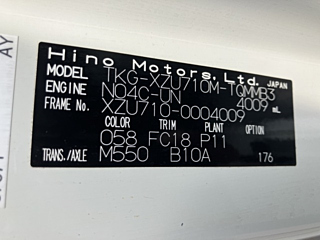 AY
Hino Motors, Ltd. JAPAN
MODEL TKG-XZU710M-TQMMB3
ENGINE N04C-UN 4009 mL
FRAME No. XZU710-0004009
COLOR TRIM PLANT OPTION
058 FC18 P11
TRANS./AXLE M550 B10A 176